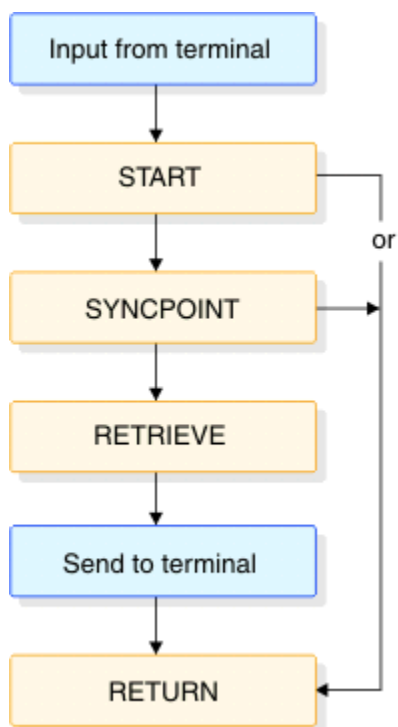 Input from terminal
START
or
SYNCPOINT
RETRIEVE
Send to terminal
RETURN